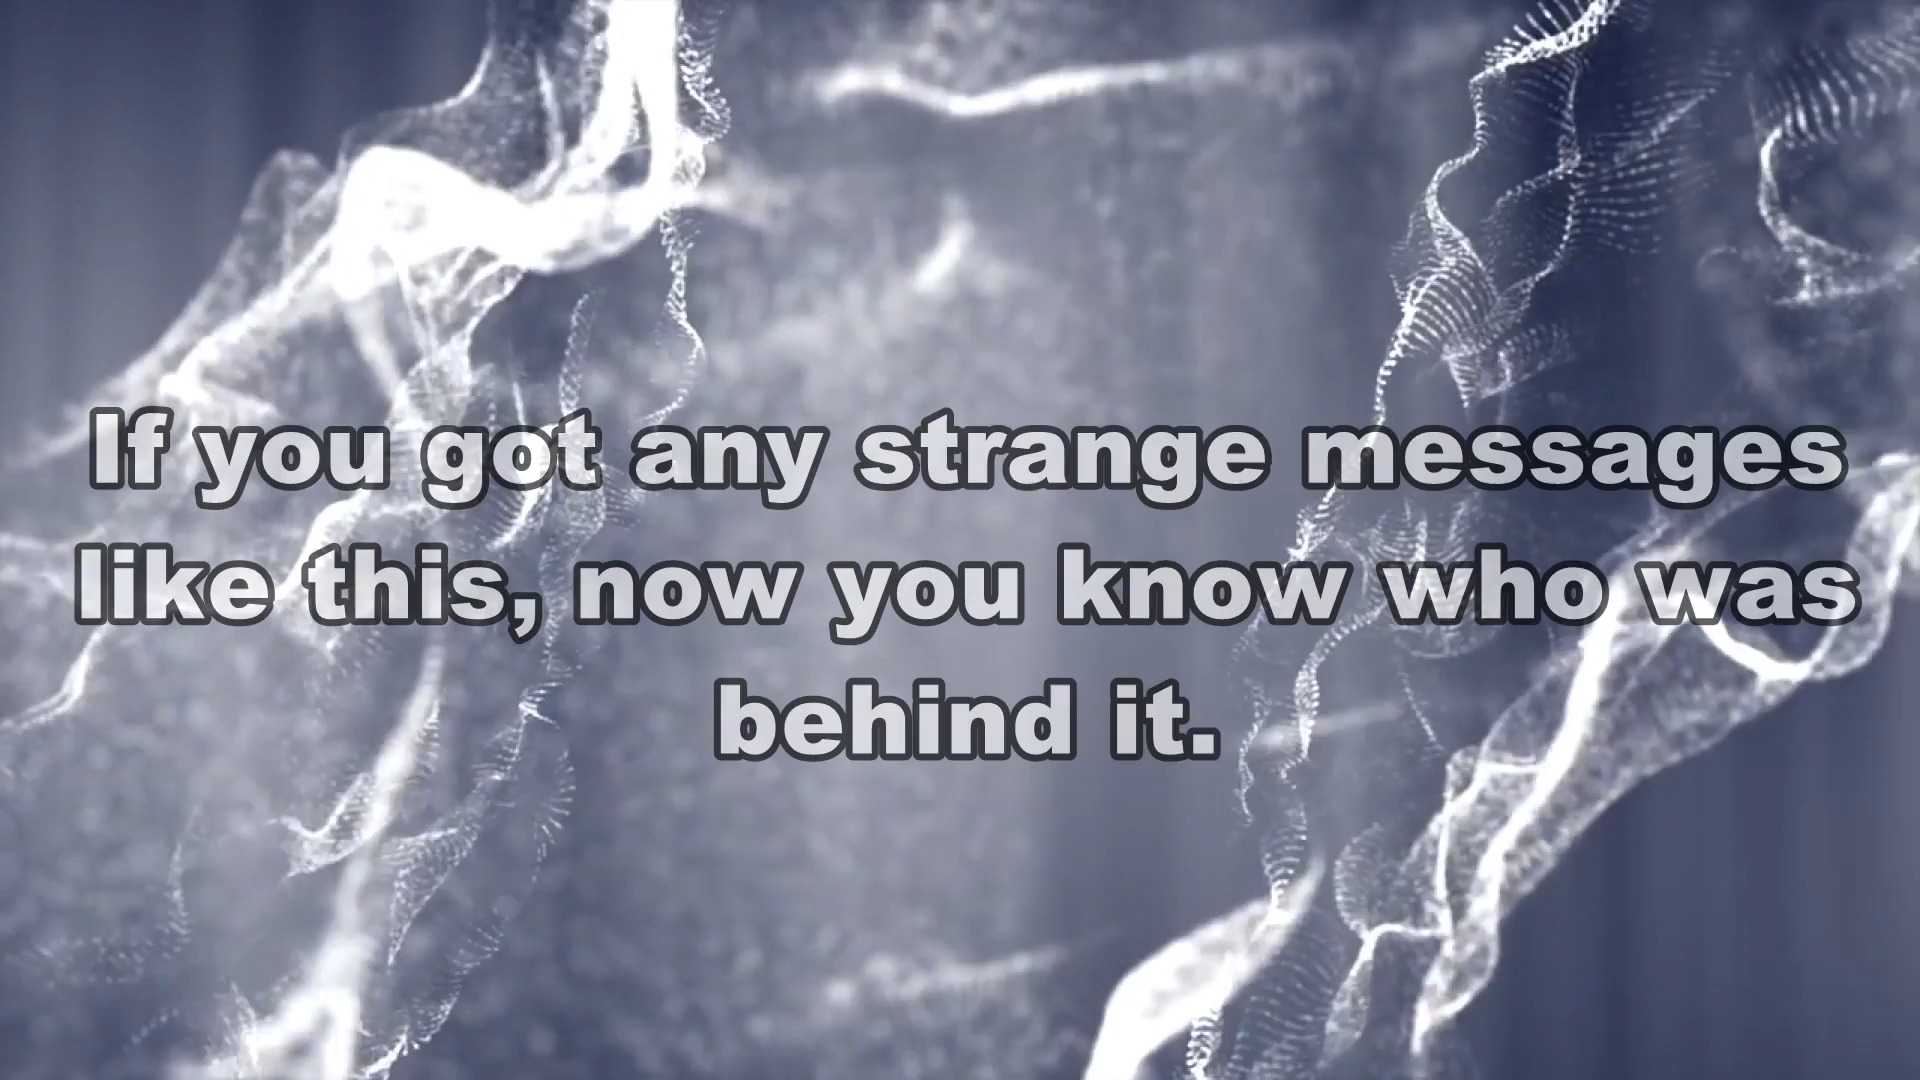 If you got any strange messages
like this, now you know who was
behind it.